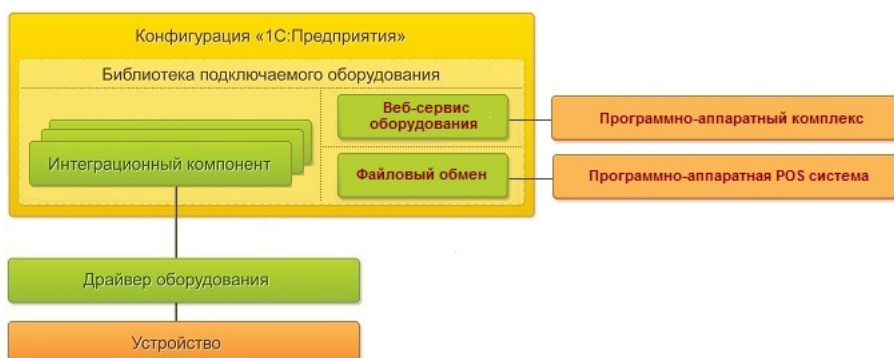 Конфигурация «1С:Предприятия»
Библиотека подключаемого оборудования
Интеграционный компонент
Веб-сервис
оборудования
Программно-аппаратный комплекс
Файловый обмен
Программно-аппаратная POS система
Драйвер оборудования
Устройство